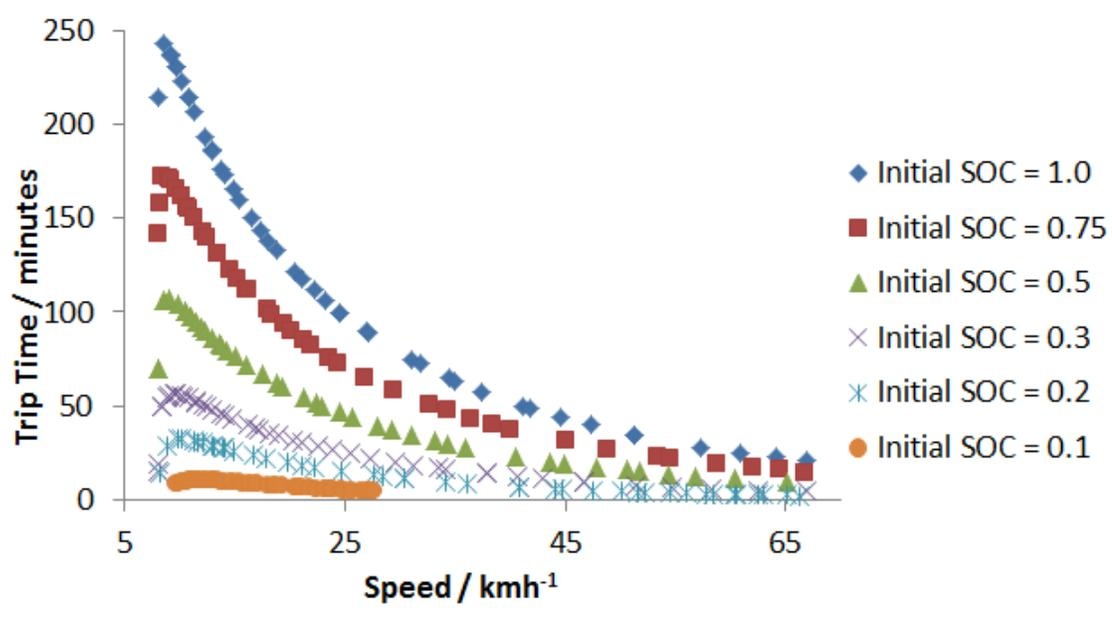 250
200
150
100
50
0
5 25 45 65
Trip Time / minutes
Speed / kmh⁻¹
Initial SOC = 1.0
Initial SOC = 0.75
Initial SOC = 0.5
Initial SOC = 0.3
Initial SOC = 0.2
Initial SOC = 0.1